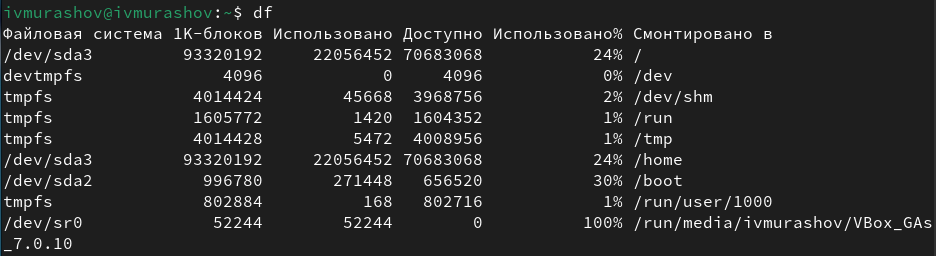 ivmurashov@ivmurashov:~$ df
Файловая система 1K-блоков Использовано Доступно Использовано% Смонтировано в
/dev/sda3         93320192     22056452 70683068           24% /
devtmpfs              4096            0     4096            0% /dev
tmpfs              4014424        45668  3968756            2% /dev/shm
tmpfs              1605772         1420  1604352            1% /run
tmpfs              4014428         5472  4008956            1% /tmp
/dev/sda3         93320192     22056452 70683068           24% /home
/dev/sda2           996780       271448   656520           30% /boot
tmpfs               802884          168   802716            1% /run/user/1000
/dev/sr0             52244        52244        0          100% /run/media/ivmurashov/VBox_GAs
_7.0.10